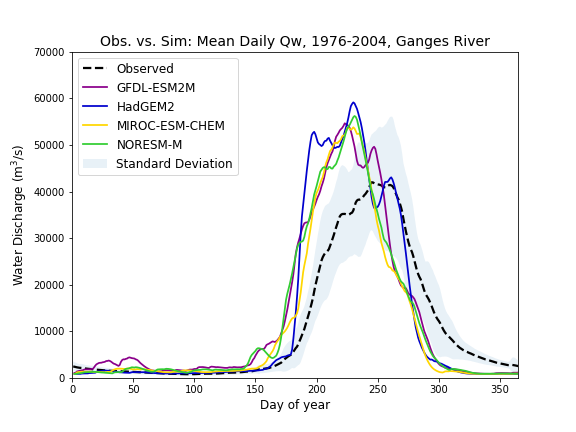 Obs. vs. Sim: Mean Daily Qw, 1976-2004, Ganges River
70000
60000
50000
40000
30000
20000
10000
0
Water Discharge (m³/s)
Observed
GFDL-ESM2M
HadGEM2
MIROC-ESM-CHEM
NORESM-M
Standard Deviation
0 50 100 150 200 250 300 350
Day of year